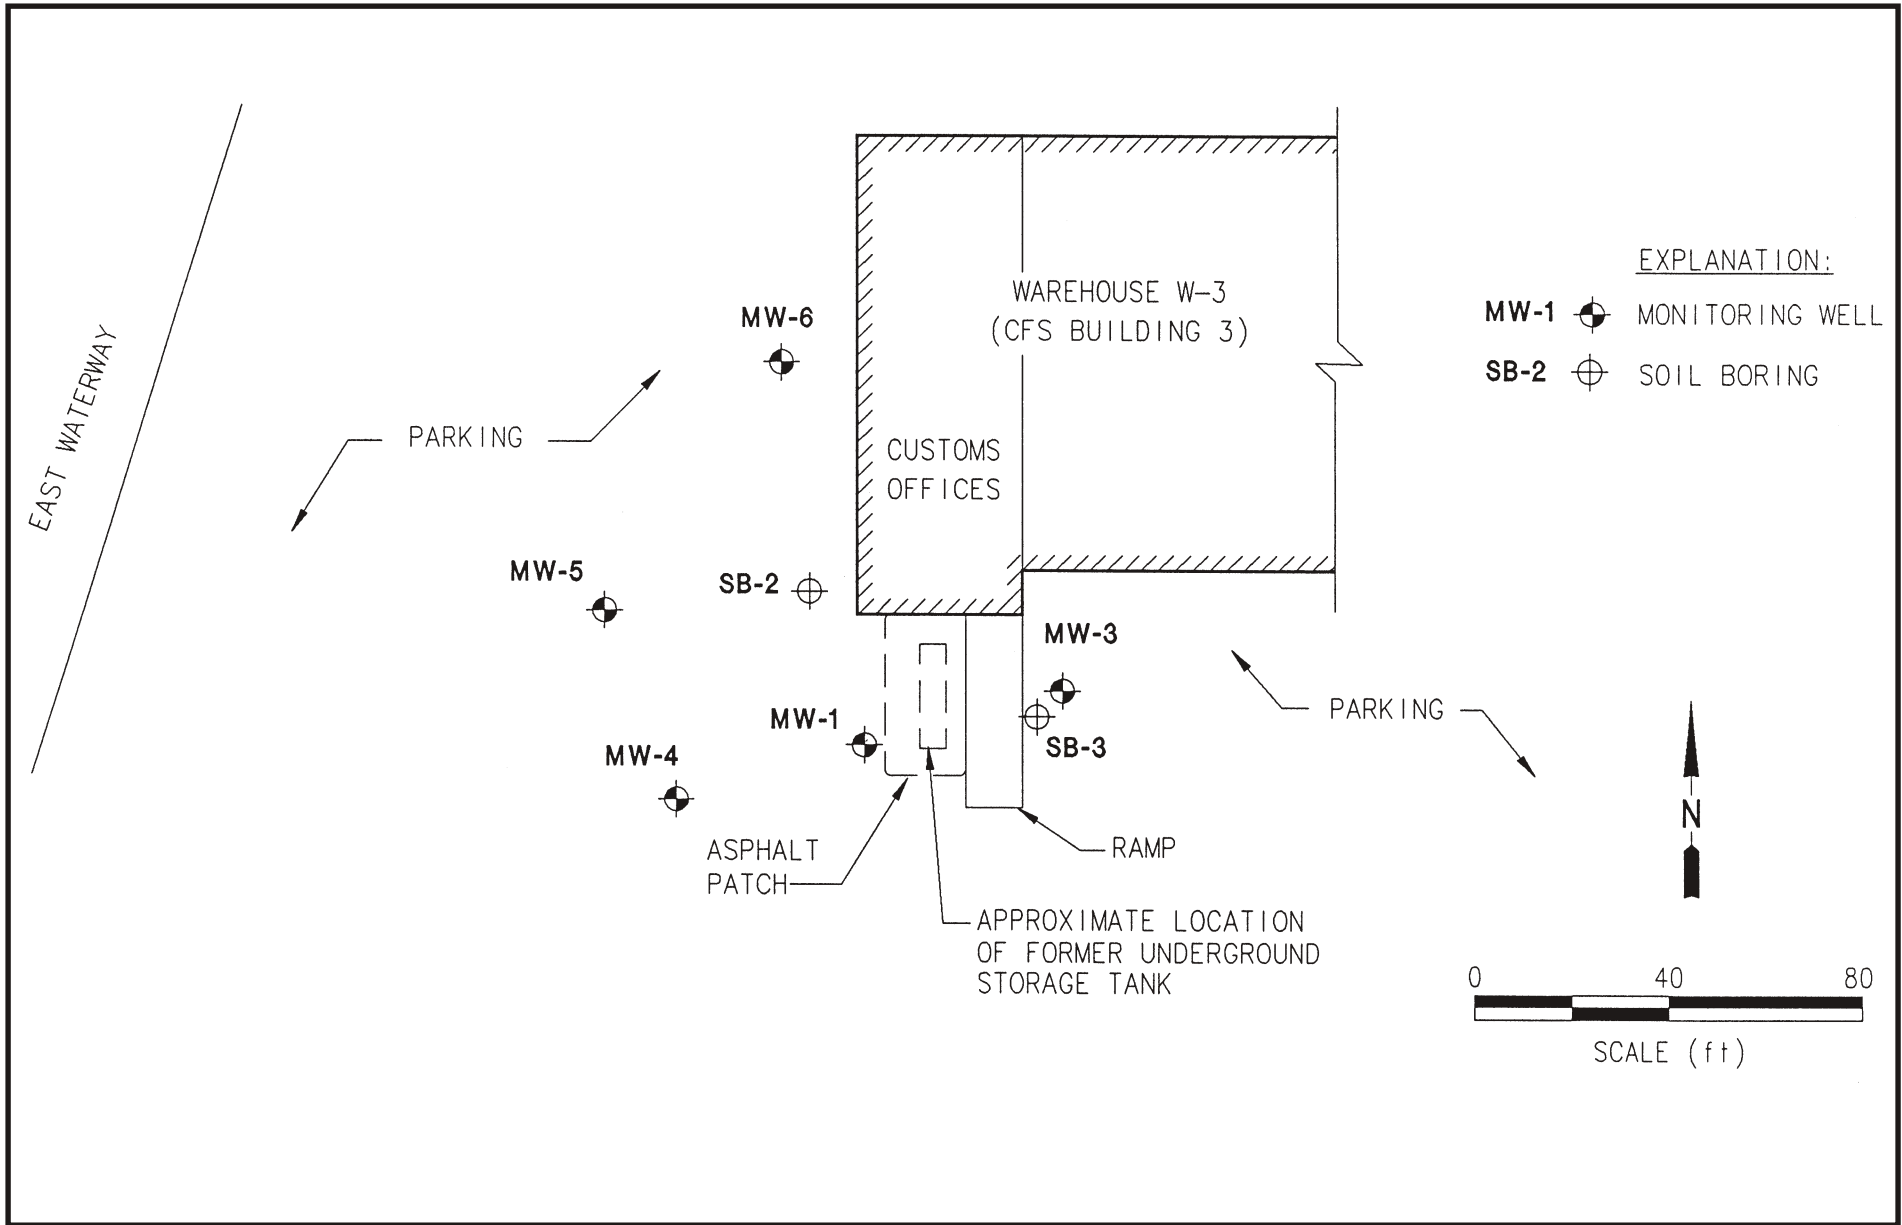 EXPLANATION:
MW-1 MONITORING WELL
SB-2 SOIL BORING
WAREHOUSE W-3
(CFS BUILDING 3)
MW-6
EAST WATERWAY
PARKING
CUSTOMS
OFFICES
MW-5
SB-2
MW-3
MW-1
SB-3
PARKING
MW-4
ASPHALT
PATCH
RAMP
N
APPROXIMATE LOCATION
OF FORMER UNDERGROUND
STORAGE TANK
0 40 80
SCALE (ft)